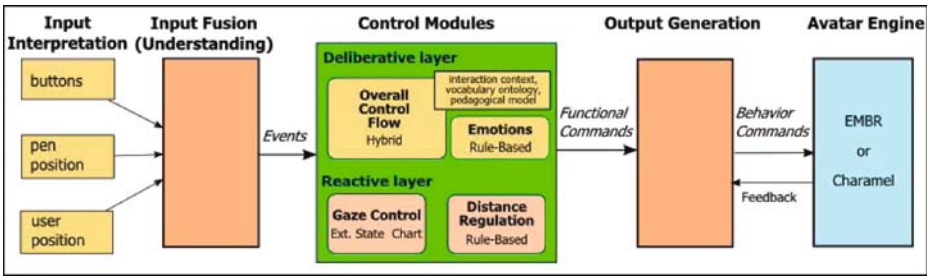 Input
Interpretation
Input Fusion
(Understanding)
Control Modules
Output Generation
Avatar Engine
buttons
pen
position
user
position
Events
Deliberative layer
interaction context,
vocabulary ontology,
pedagogical model
Overall
Control
Flow
Hybrid
Emotions
Rule-Based
Reactive layer
Gaze Control
Ext. State Chart
Distance
Regulation
Rule-Based
Functional
Commands
Behavior
Commands
Feedback
EMBR
or
Charamel